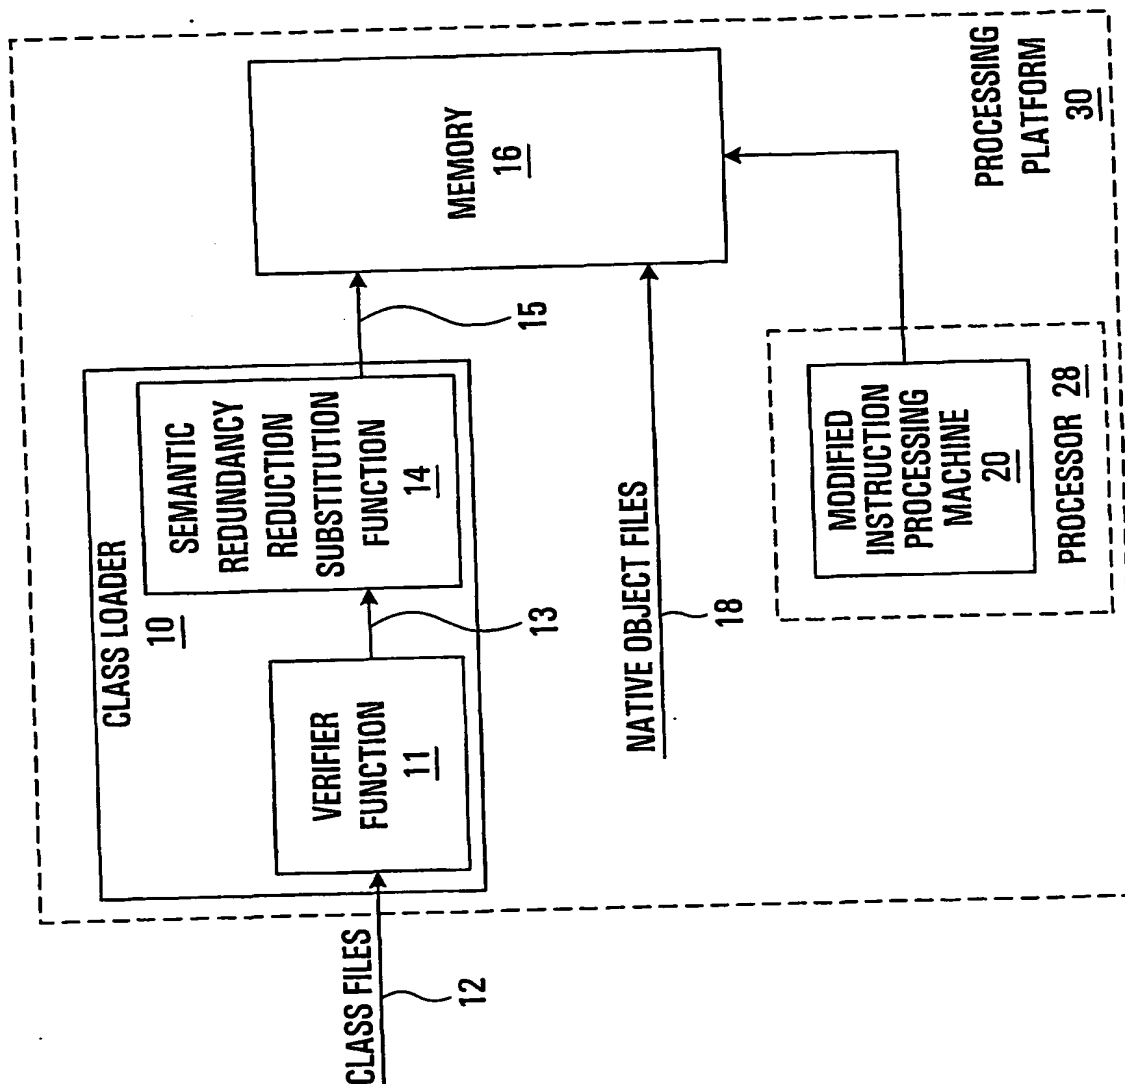 CLASS FILES
12
CLASS LOADER
10
VERIFIER
FUNCTION
11
13
SEMANTIC
REDUNDANCY
REDUCTION
SUBSTITUTION
FUNCTION
14
15
MEMORY
16
NATIVE OBJECT FILES
18
MODIFIED
INSTRUCTION
PROCESSING
MACHINE
20
PROCESSOR 28
PROCESSING
PLATFORM
30